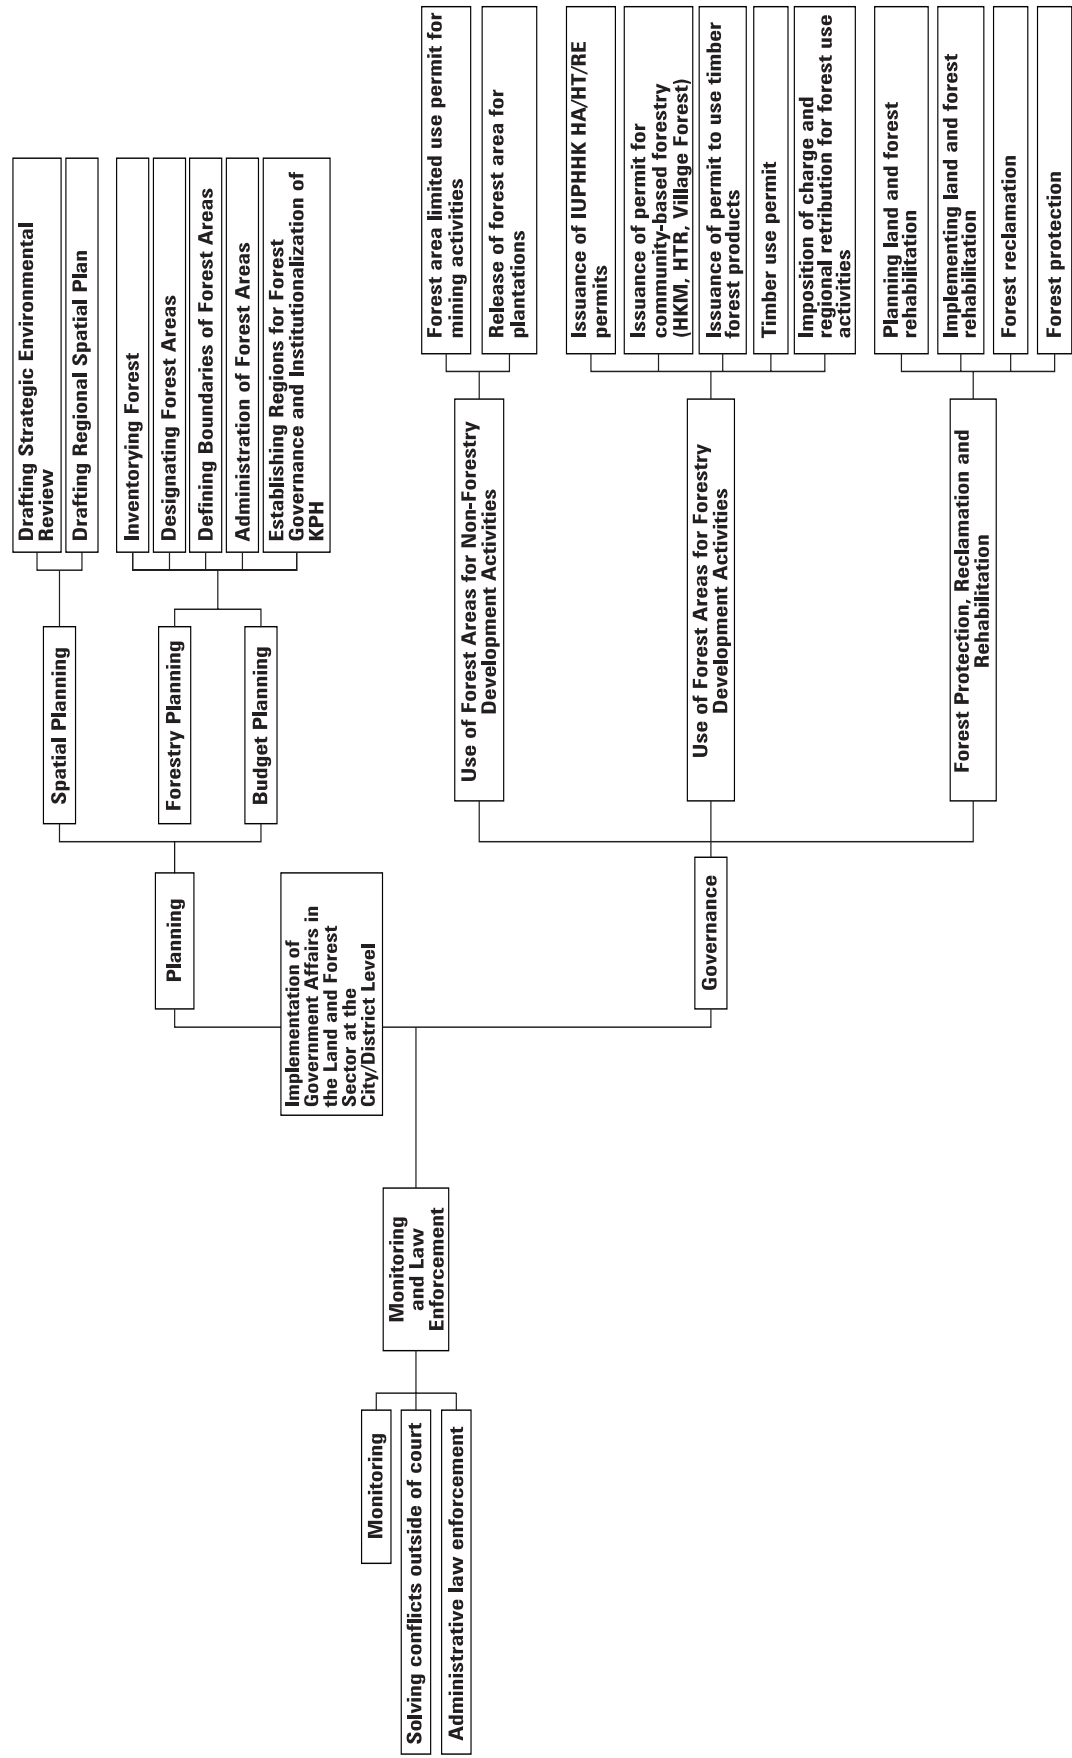 Drafting Strategic Environmental
Review
Drafting Regional Spatial Plan
Spatial Planning
Inventorying Forest
Designating Forest Areas
Defining Boundaries of Forest Areas
Administration of Forest Areas
Establishing Regions for Forest
Governance and Institutionalization of
KPH
Forestry Planning
Budget Planning
Planning
Implementation of
Government Affairs in
the Land and Forest
Sector at the
City/District Level
Monitoring
and Law
Enforcement
Monitoring
Solving conflicts outside of court
Administrative law enforcement
Governance
Use of Forest Areas for Non-Forestry
Development Activities
Forest area limited use permit for
mining activities
Release of forest area for
plantations
Use of Forest Areas for Forestry
Development Activities
Issuance of IUPHHK HA/HT/RE
permits
Issuance of permit for
community-based forestry
(HKM, HTR, Village Forest)
Issuance of permit to use timber
forest products
Timber use permit
Imposition of charge and
regional retribution for forest use
activities
Forest Protection, Reclamation and
Rehabilitation
Planning land and forest
rehabilitation
Implementing land and forest
rehabilitation
Forest reclamation
Forest protection